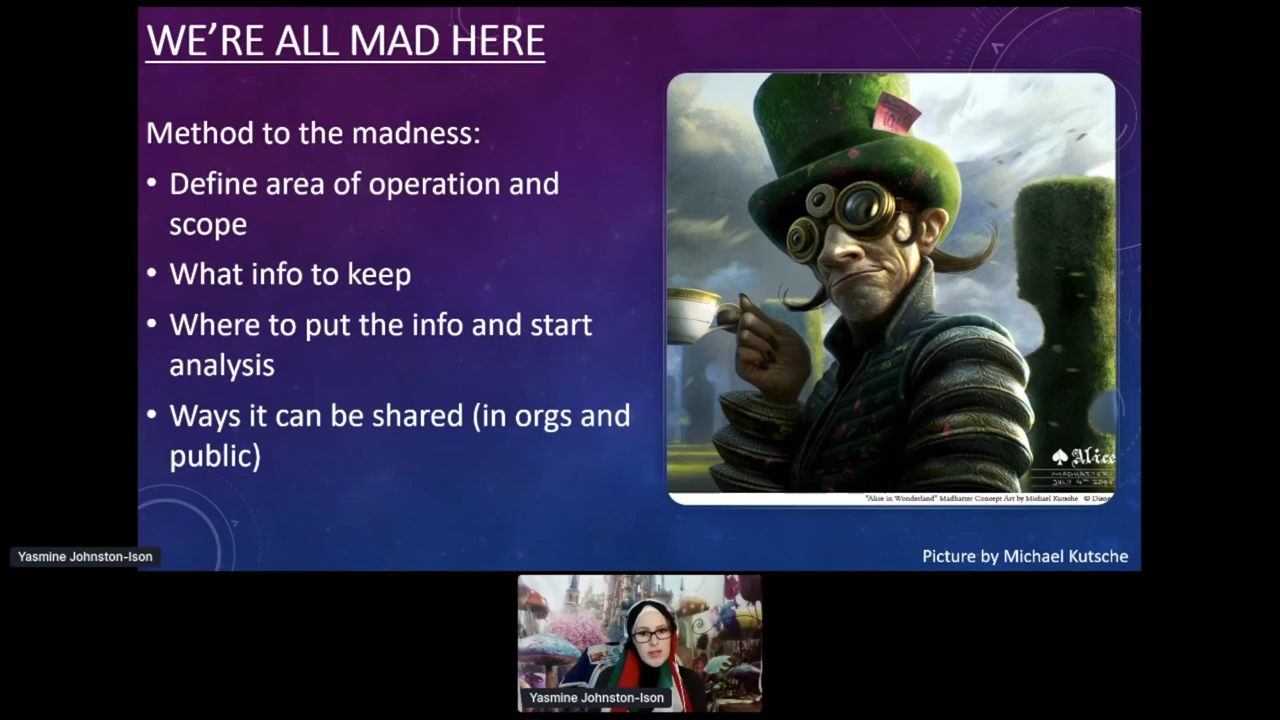 WE'RE ALL MAD HERE
Method to the madness:
• Define area of operation and
scope
• What info to keep
• Where to put the info and start
analysis
• Ways it can be shared (in orgs and
public)
Alice
MADHATTER
"Alice in Wonderland" Madhatter Concept Art by Michael Kutsche
Picture by Michael Kutsche
Yasmine Johnston-Ison
Yasmine Johnston-Ison